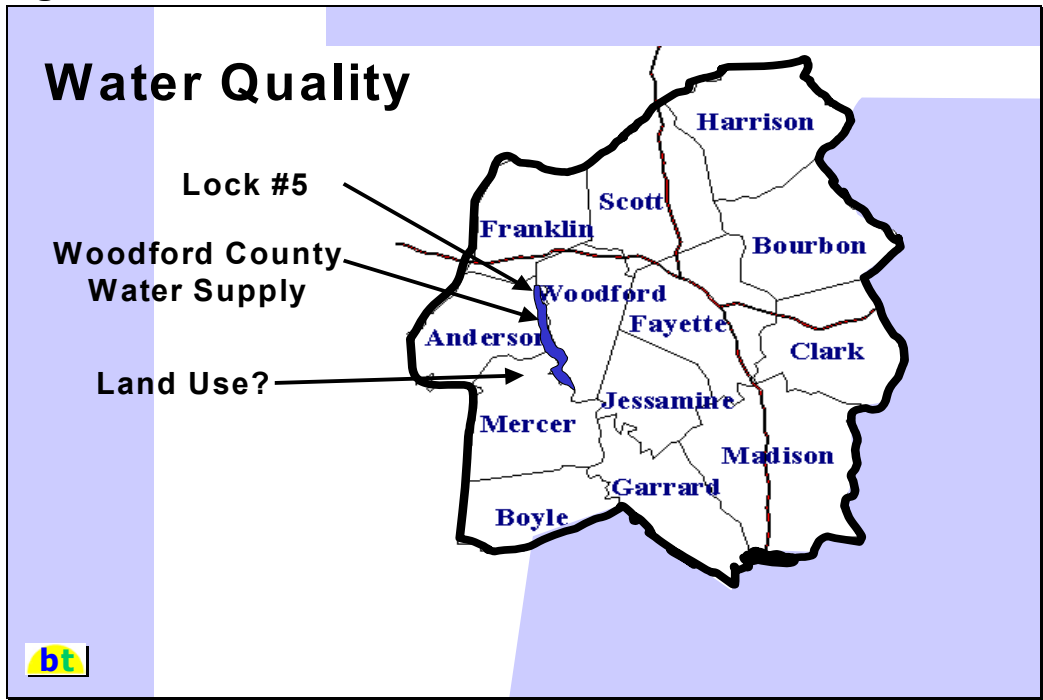 Water Quality
Harrison
Lock #5
Scott
Franklin
Bourbon
Woodford County
Water Supply
Woodford
Fayette
Anderson
Clark
Land Use?
Jessamine
Mercer
Madison
Garrard
Boyle
bt